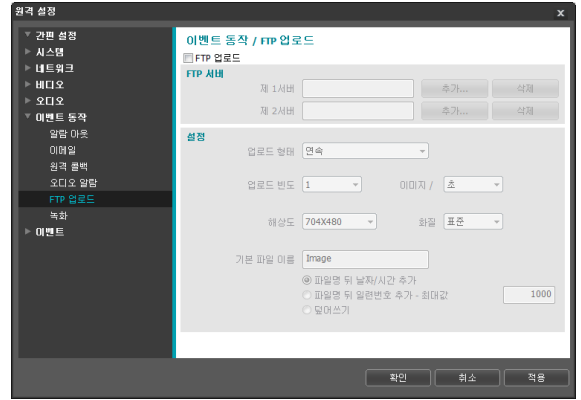 원격 설정 x
간편 설정
시스템
네트워크
비디오
오디오
이벤트 동작
알람 아웃
이메일
원격 콜백
오디오 알람
FTP 업로드
녹화
이벤트
이벤트 동작 / FTP 업로드
FTP 업로드
FTP 서버
제 1서버 추가... 삭제
제 2서버 추가... 삭제
설정
업로드 형태 연속
업로드 빈도 1 이미지 / 초
해상도 704X480 화질 표준
기본 파일 이름 Image
파일명 뒤 날짜/시간 추가
파일명 뒤 일련번호 추가 - 최대값 1000
덮어쓰기
확인 취소 적용